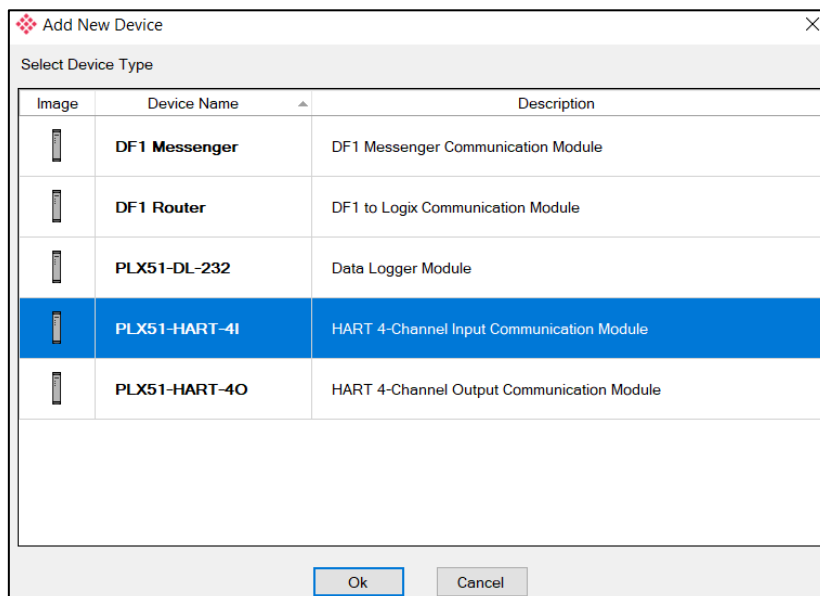 Add New Device
Select Device Type
Image Device Name Description
DF1 Messenger DF1 Messenger Communication Module
DF1 Router DF1 to Logix Communication Module
PLX51-DL-232 Data Logger Module
PLX51-HART-4I HART 4-Channel Input Communication Module
PLX51-HART-4O HART 4-Channel Output Communication Module
Ok Cancel